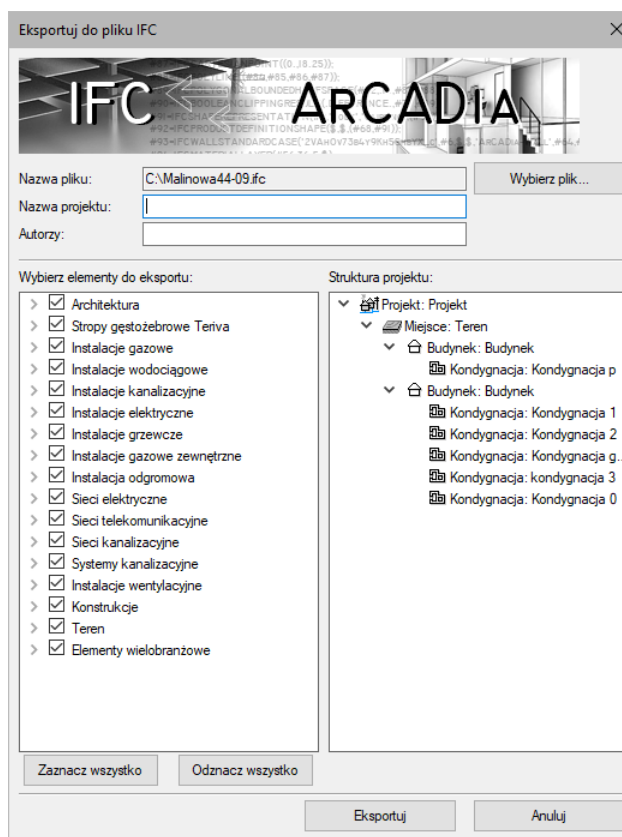 Eksportuj do pliku IFC
IFC ARCADIA
Nazwa pliku: C:\Malinowa44-09.ifc Wybierz plik...
Nazwa projektu:
Autorzy:
Wybierz elementy do eksportu:
Architektura
Stropy gęstożebrowe Teriva
Instalacje gazowe
Instalacje wodociągowe
Instalacje kanalizacyjne
Instalacje elektryczne
Instalacje grzewcze
Instalacje gazowe zewnętrzne
Instalacja odgromowa
Sieci elektryczne
Sieci telekomunikacyjne
Sieci kanalizacyjne
Systemy kanalizacyjne
Instalacje wentylacyjne
Konstrukcje
Teren
Elementy wielobranżowe
Zaznacz wszystko Odznacz wszystko
Struktura projektu:
Projekt: Projekt
Miejsce: Teren
Budynek: Budynek
Kondygnacja: Kondygnacja p
Budynek: Budynek
Kondygnacja: Kondygnacja 1
Kondygnacja: Kondygnacja 2
Kondygnacja: Kondygnacja g..
Kondygnacja: kondygnacja 3
Kondygnacja: Kondygnacja 0
Eksportuj Anuluj